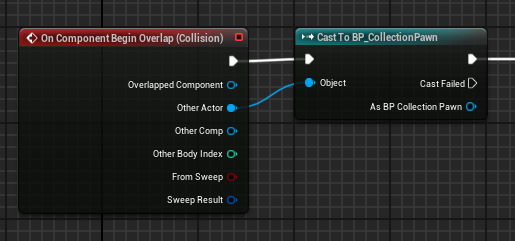 On Component Begin Overlap (Collision)
Overlapped Component
Other Actor
Other Comp
Other Body Index
From Sweep
Sweep Result
Cast To BP_CollectionPawn
Object
Cast Failed
As BP Collection Pawn